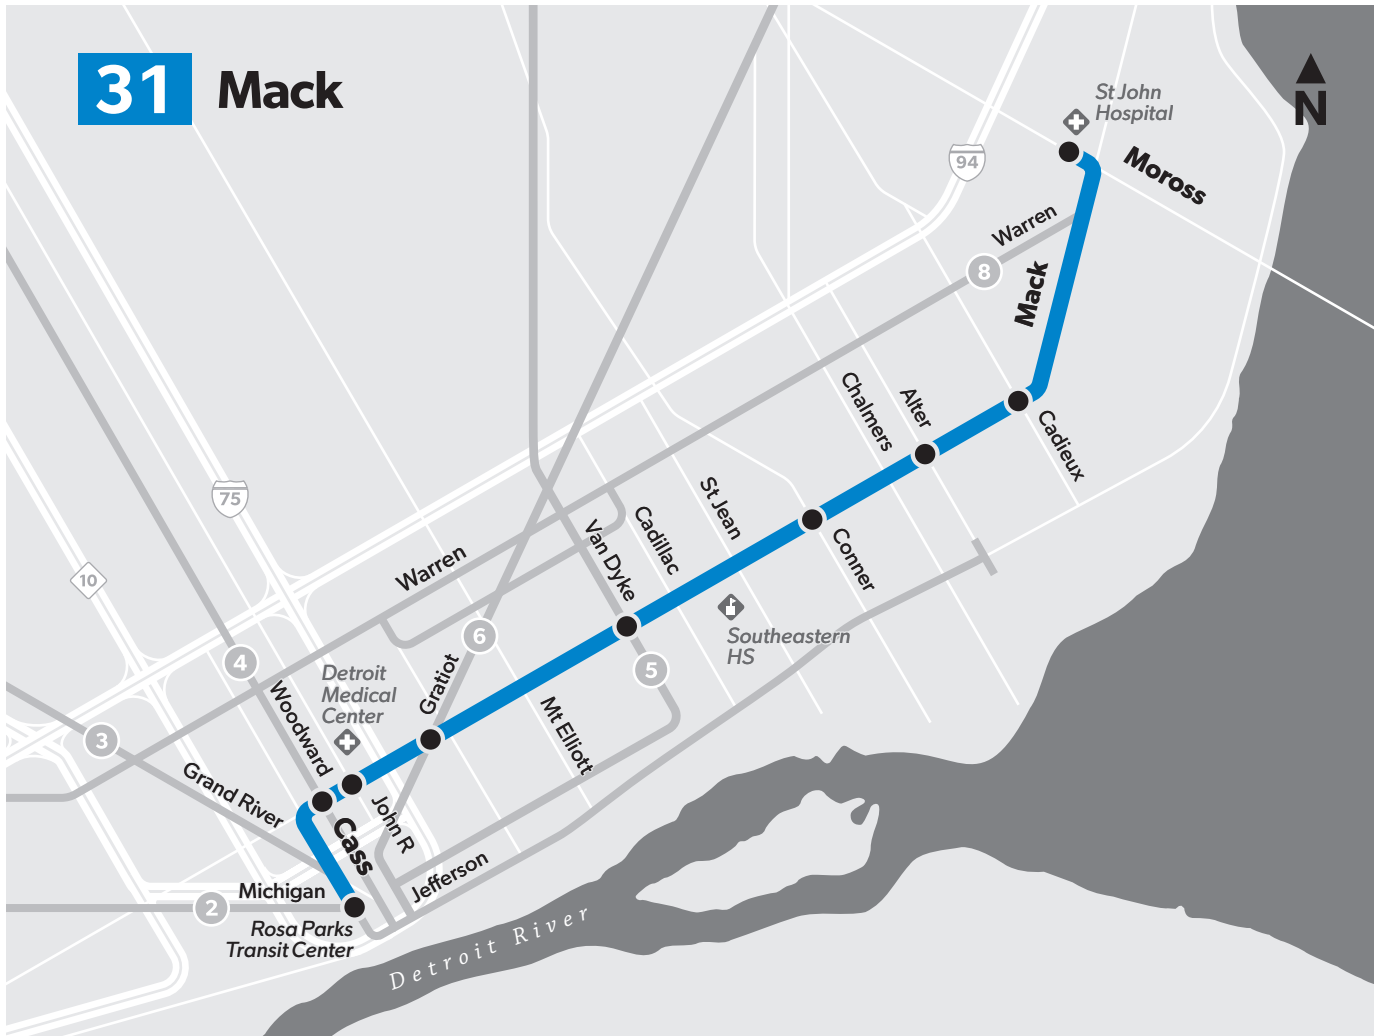 31 Mack
St John
Hospital
N
94
Moross
Warren
8
Mack
Chalmers
Alter
Cadieux
75
St Jean
Cadillac
Van Dyke
Conner
Warren
10
Southeastern
HS
6
5
4
Detroit
Medical
Center
Gratiot
Woodward
Mt Elliott
3
Grand River
John R
Cass
Jefferson
Michigan
2
Rosa Parks
Transit Center
Detroit River